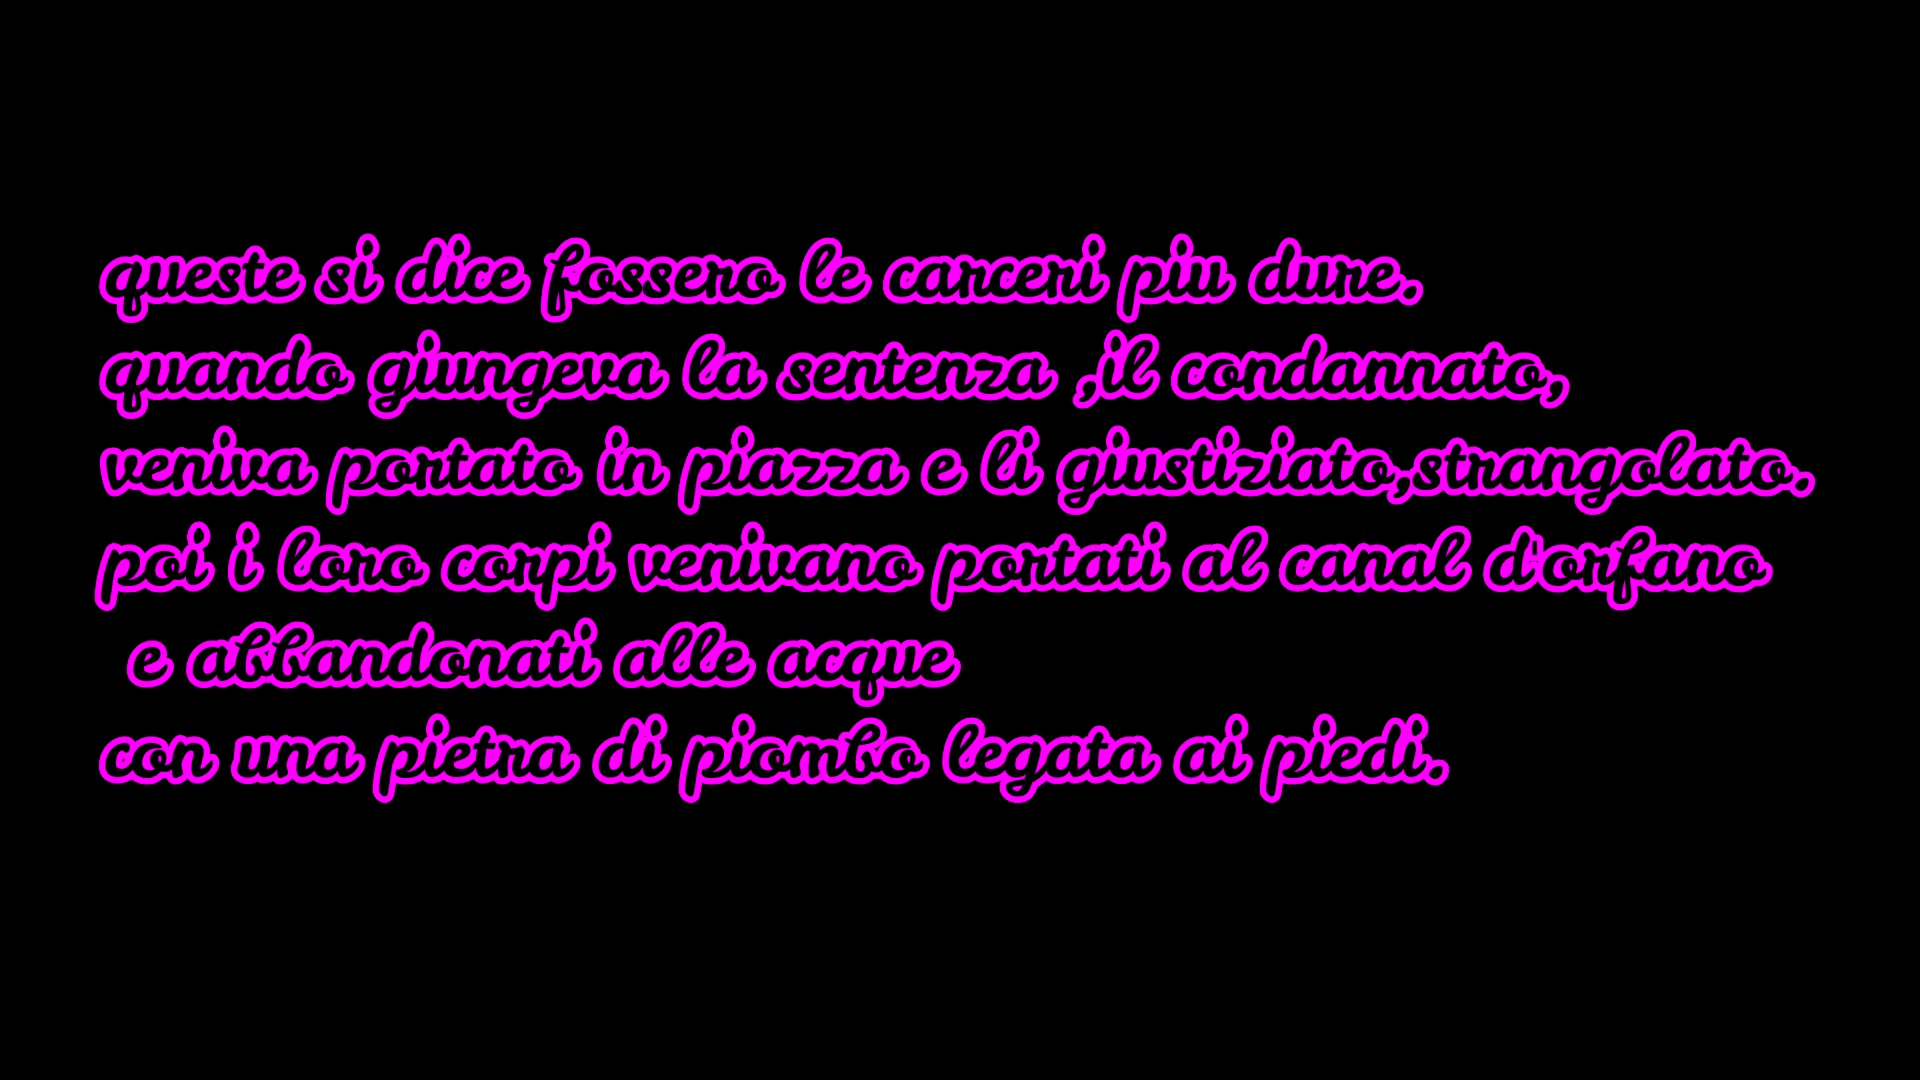 queste si dice fossero le carceri piu dure.
quando giungeva la sentenza ,il condannato,
veniva portato in piazza e li giustiziato,strangolato.
poi i loro corpi venivano portati al canal d'orfano
e abbandonati alle acque
con una pietra di piombo legata ai piedi.